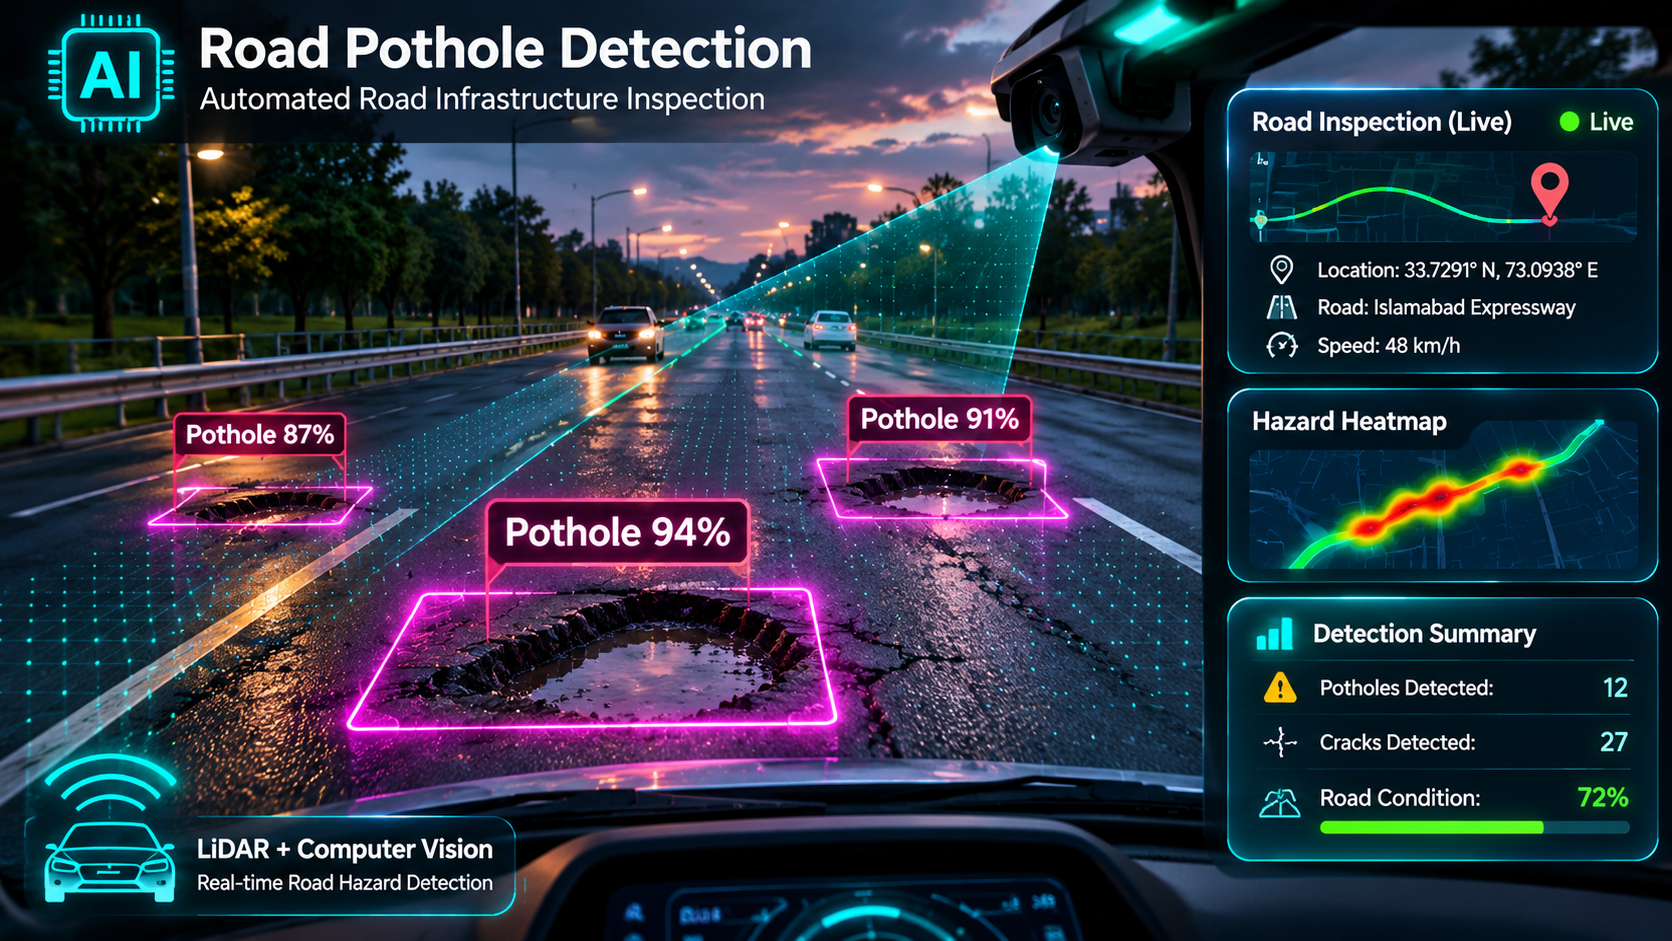 AI
Road Pothole Detection
Automated Road Infrastructure Inspection
Road Inspection (Live)
Live
Location: 33.7291° N, 73.0938° E
Road: Islamabad Expressway
Speed: 48 km/h
Pothole 87%
Pothole 91%
Pothole 94%
Hazard Heatmap
Detection Summary
Potholes Detected: 12
Cracks Detected: 27
Road Condition: 72%
LiDAR + Computer Vision
Real-time Road Hazard Detection